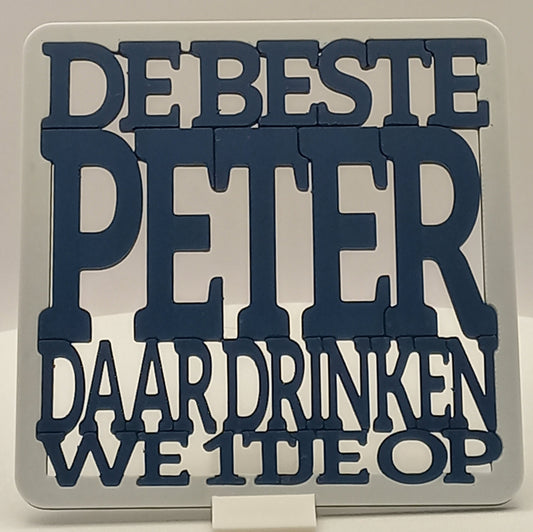 DE BESTE
PETER
DAAR DRINKEN
WE 1TJE OP